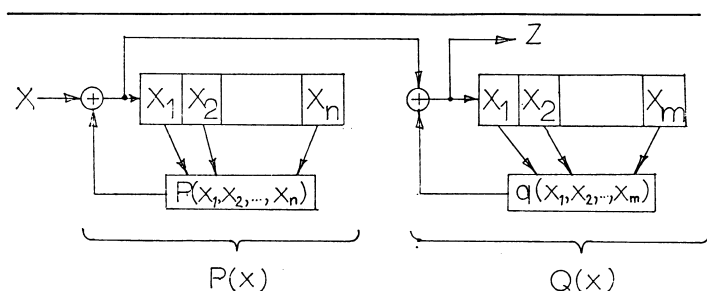 Z
X + X₁ X₂ Xₙ + X₁ X₂ Xₘ
P(X₁,X₂,..., Xₙ) q(X₁,X₂,..,Xₘ)
P(x) Q(x)